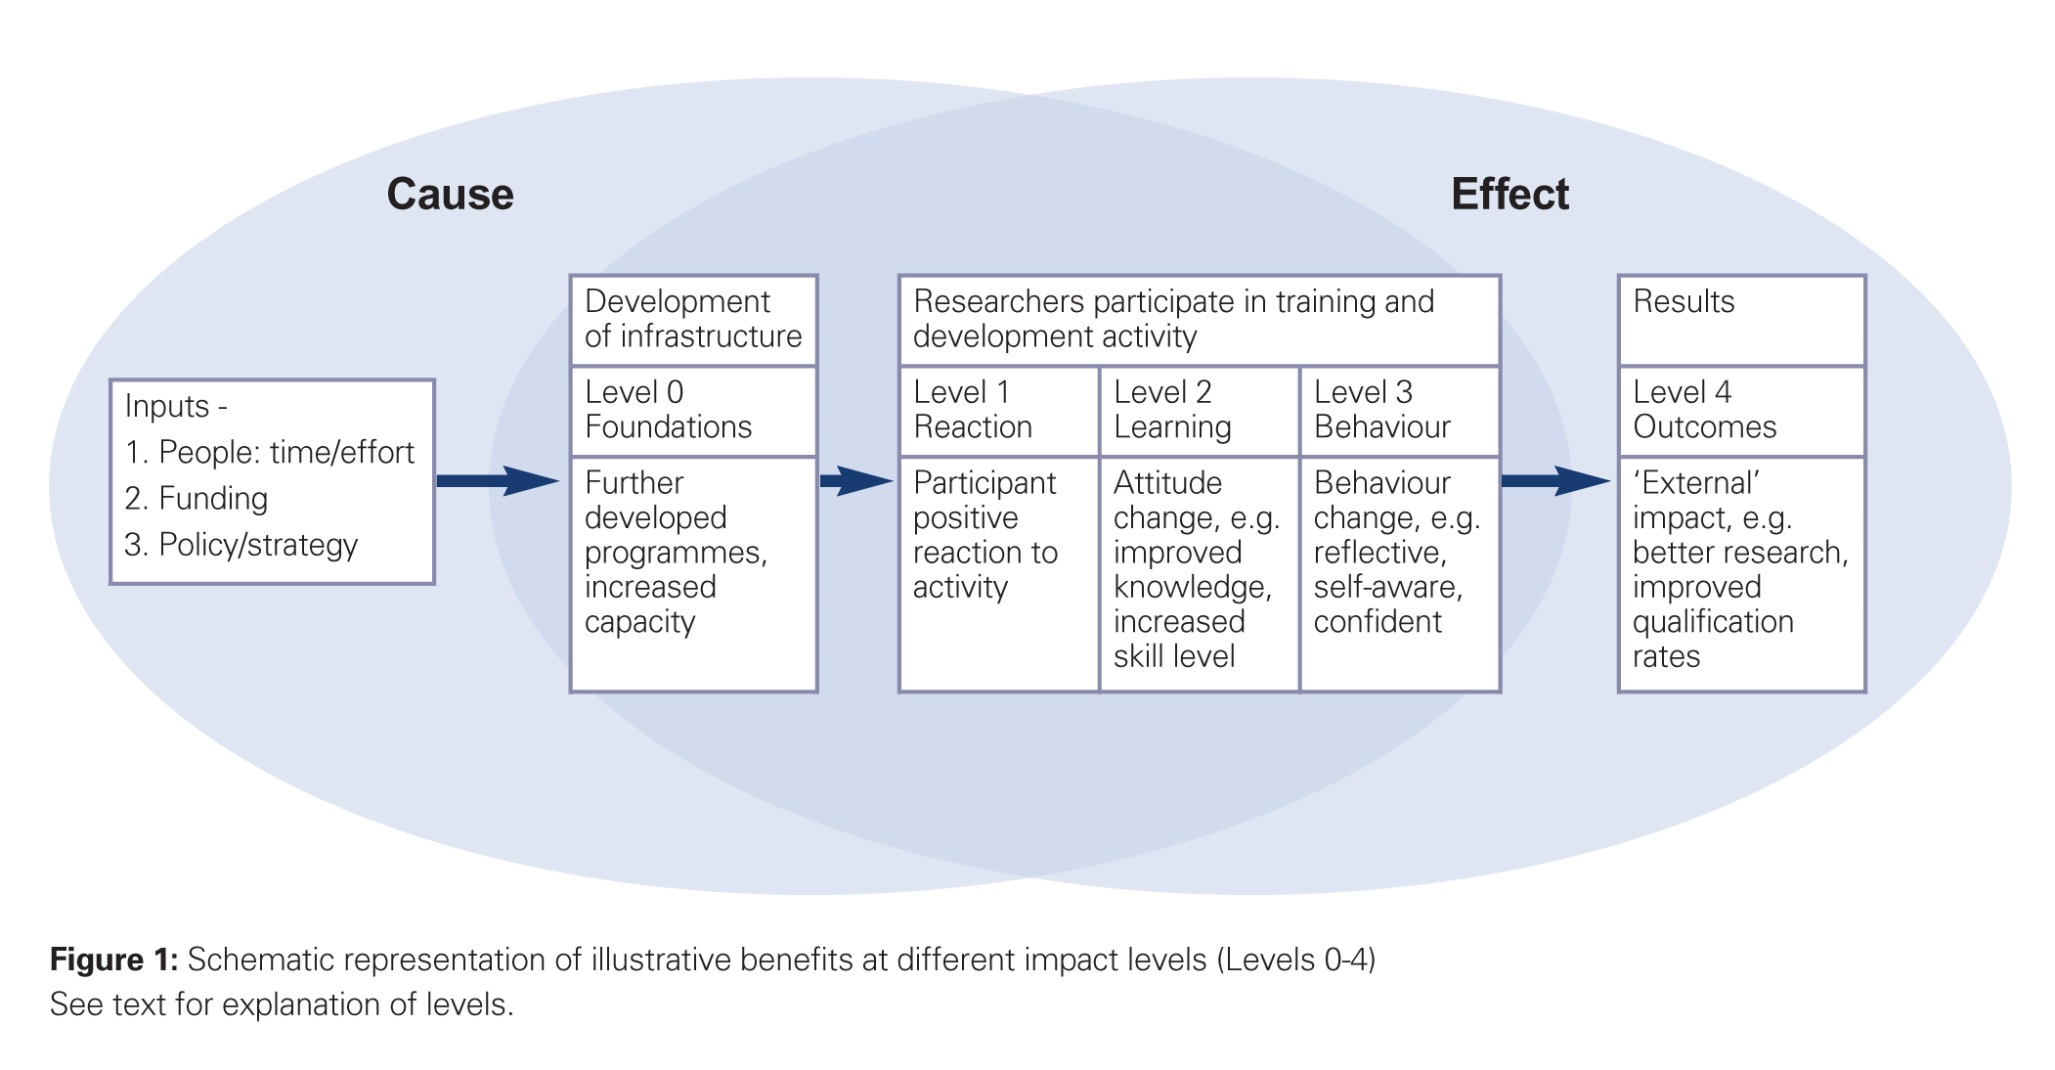 Cause
Effect
Inputs -
1. People: time/effort
2. Funding
3. Policy/strategy
Development
of infrastructure
Level 0
Foundations
Further
developed
programmes,
increased
capacity
Researchers participate in training and
development activity
Level 1
Reaction
Participant
positive
reaction to
activity
Level 2
Learning
Attitude
change, e.g.
improved
knowledge,
increased
skill level
Level 3
Behaviour
Behaviour
change, e.g.
reflective,
self-aware,
confident
Results
Level 4
Outcomes
‘External’
impact, e.g.
better research,
improved
qualification
rates
Figure 1: Schematic representation of illustrative benefits at different impact levels (Levels 0-4)
See text for explanation of levels.